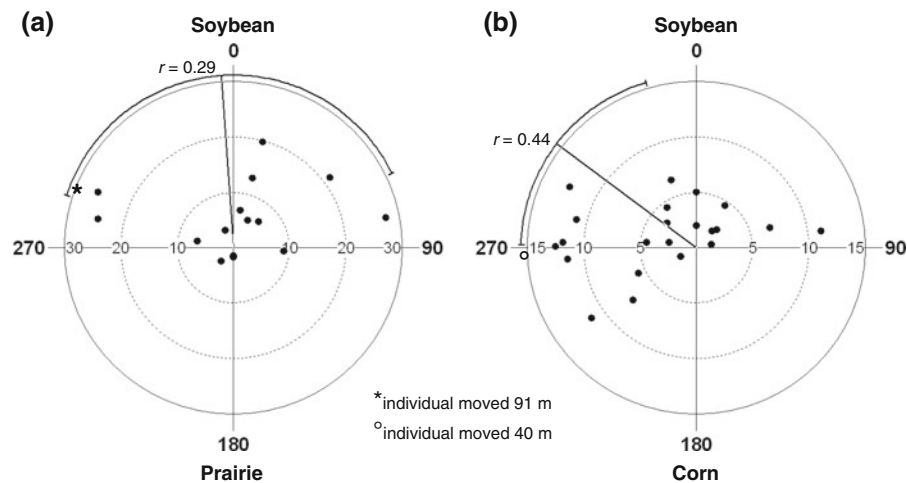 (a)
Soybean
0
r = 0.29
*
270
30 20 10 10 20 30
90
180
Prairie
(b)
Soybean
0
r = 0.44
270
15 10 5 5 10 15
90
180
Corn
*individual moved 91 m
°individual moved 40 m